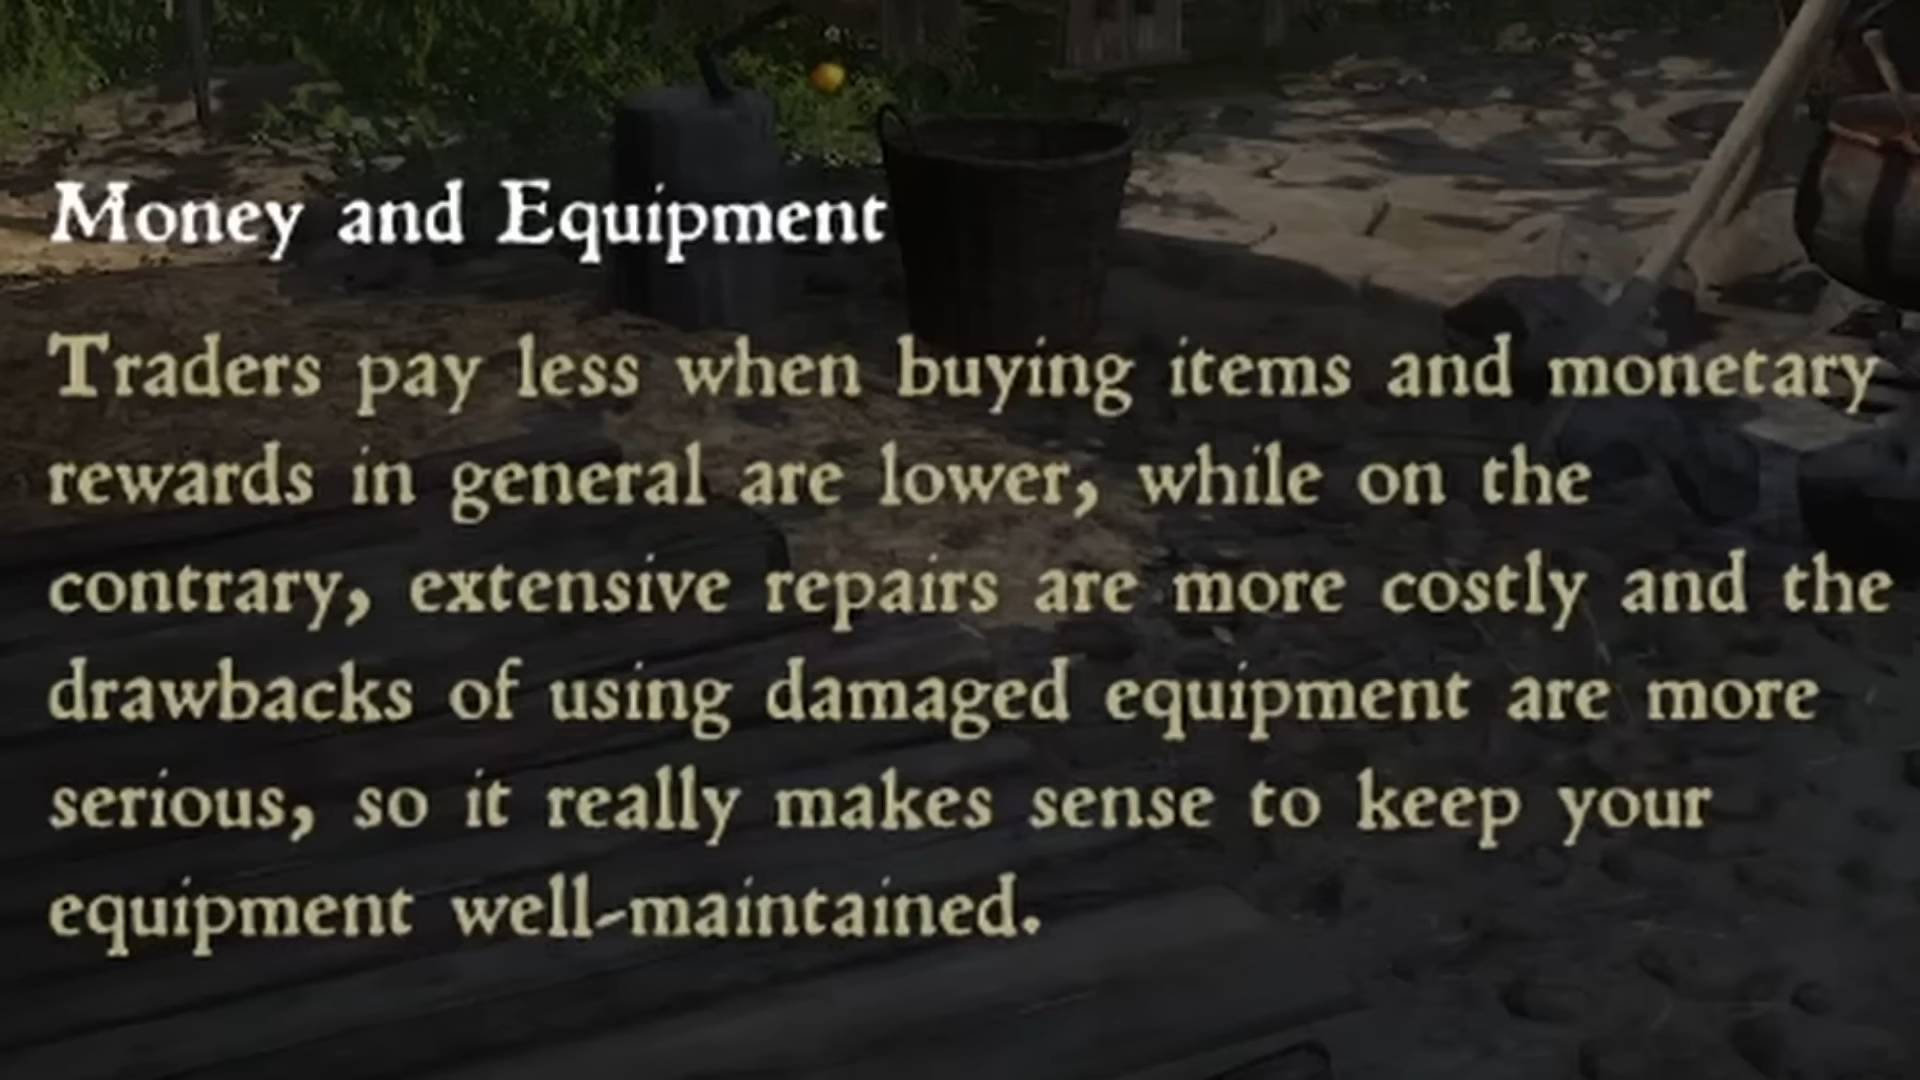 Money and Equipment
Traders pay less when buying items and monetary
rewards in general are lower, while on the
contrary, extensive repairs are more costly and the
drawbacks of using damaged equipment are more
serious, so it really makes sense to keep your
equipment well-maintained.